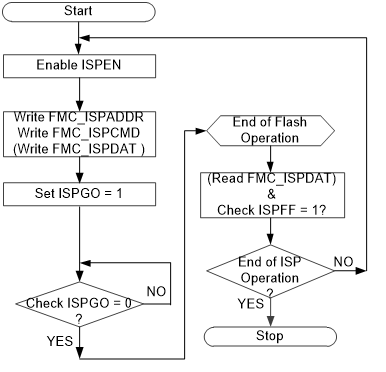 Start
Enable ISPEN
Write FMC_ISPADDR
Write FMC_ISPCMD
(Write FMC_ISPDAT )
Set ISPGO = 1
Check ISPGO = 0
?
NO
YES
End of Flash
Operation
(Read FMC_ISPDAT)
&
Check ISPFF = 1?
End of ISP
Operation
?
NO
YES
Stop